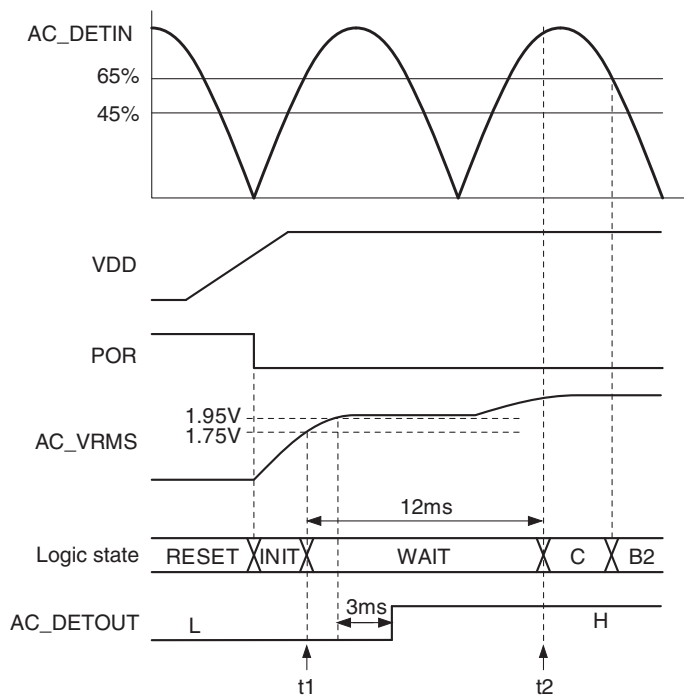 AC_DETIN
65%
45%
VDD
POR
1.95V
1.75V
AC_VRMS
12ms
Logic state RESET INIT WAIT C B2
3ms
AC_DETOUT L H
t1 t2